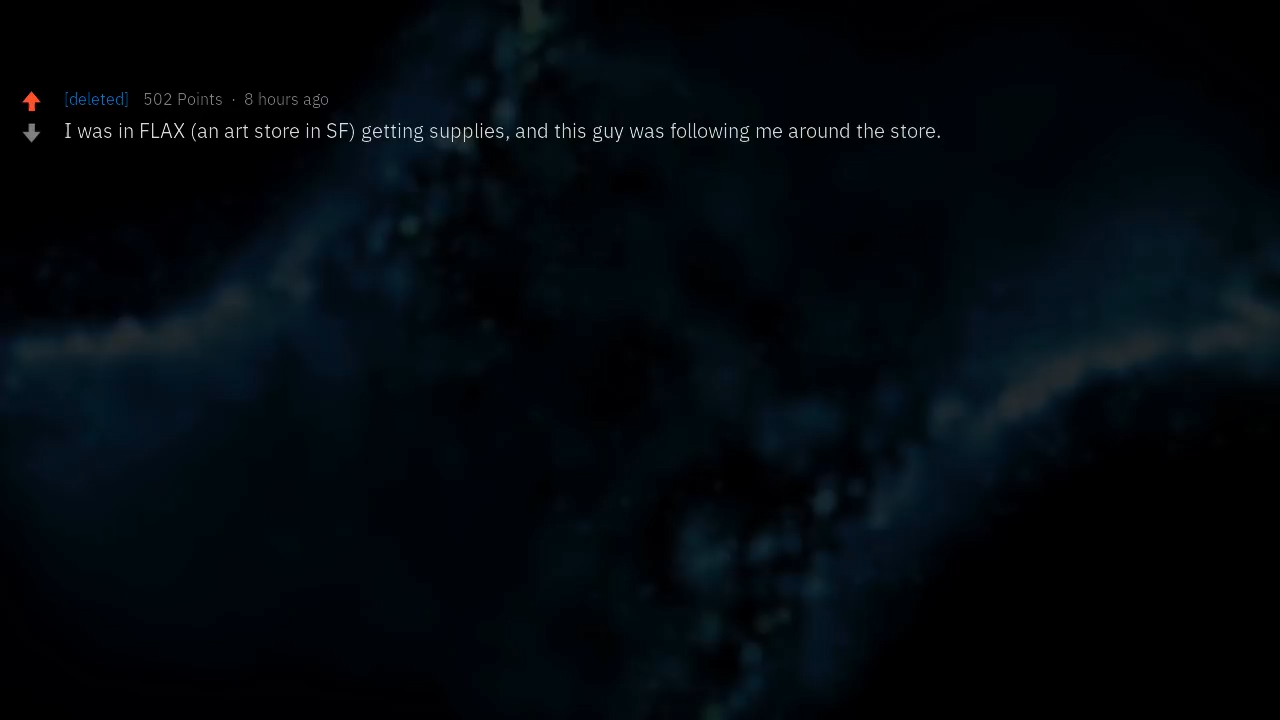 [deleted] 502 Points · 8 hours ago
I was in FLAX (an art store in SF) getting supplies, and this guy was following me around the store.